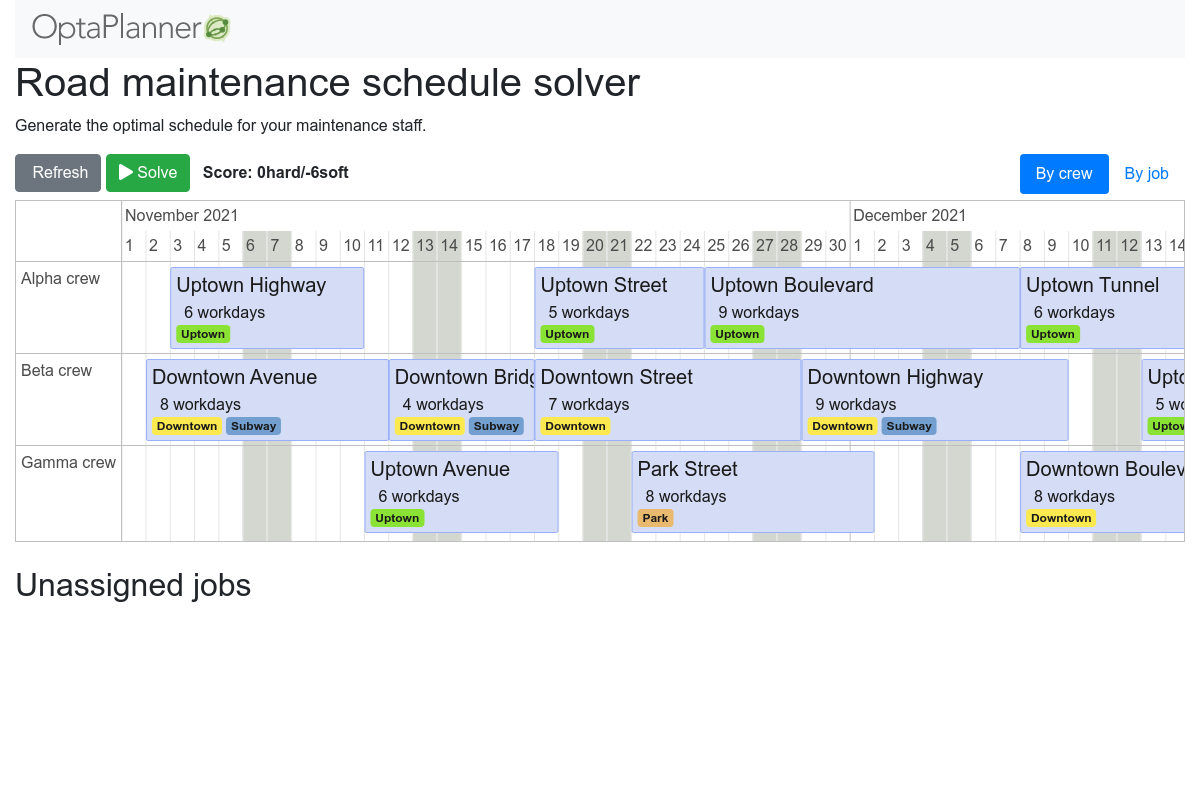 OptaPlanner
Road maintenance schedule solver
Generate the optimal schedule for your maintenance staff.
Refresh
Solve
Score: 0hard/-6soft
By crew
By job
November 2021
December 2021
1 2 3 4 5 6 7 8 9 10 11 12 13 14 15 16 17 18 19 20 21 22 23 24 25 26 27 28 29 30 1 2 3 4 5 6 7 8 9 10 11 12 13 14
Alpha crew
Uptown Highway
6 workdays
Uptown
Uptown Street
5 workdays
Uptown
Uptown Boulevard
9 workdays
Uptown
Uptown Tunnel
6 workdays
Uptown
Beta crew
Downtown Avenue
8 workdays
Downtown Subway
Downtown Bridg
4 workdays
Downtown Subway
Downtown Street
7 workdays
Downtown
Downtown Highway
9 workdays
Downtown Subway
Upto
5 wo
Uptow
Gamma crew
Uptown Avenue
6 workdays
Uptown
Park Street
8 workdays
Park
Downtown Boulev
8 workdays
Downtown
Unassigned jobs